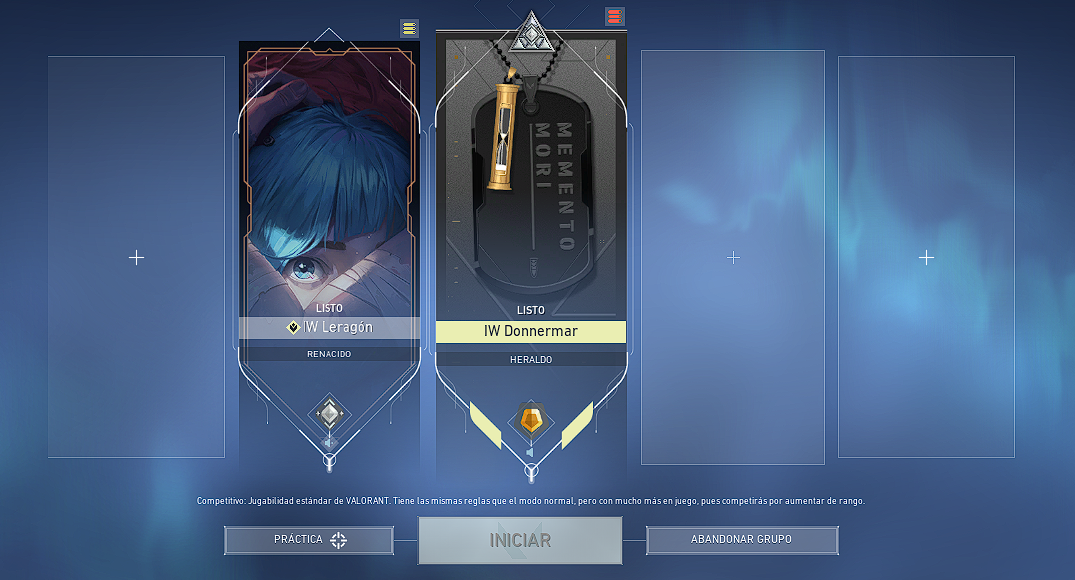 MEMENTO
MORI
LISTO
IW Leragón
RENACIDO
LISTO
IW Donnermar
HERALDO
Competitivo: Jugabilidad estándar de VALORANT. Tiene las mismas reglas que el modo normal, pero con mucho más en juego, pues competirás por aumentar de rango.
PRÁCTICA
INICIAR
ABANDONAR GRUPO